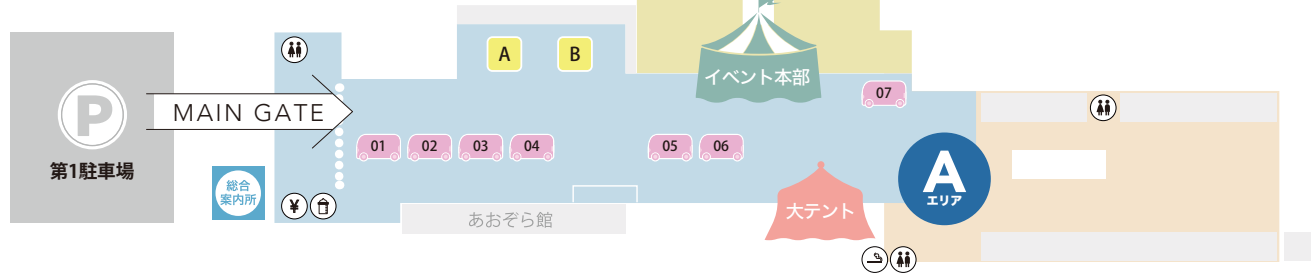 P
第1駐車場
MAIN GATE
総合
案内所
¥
A
B
イベント本部
01
02
03
04
05
06
07
あおぞら館
大テント
A
エリア